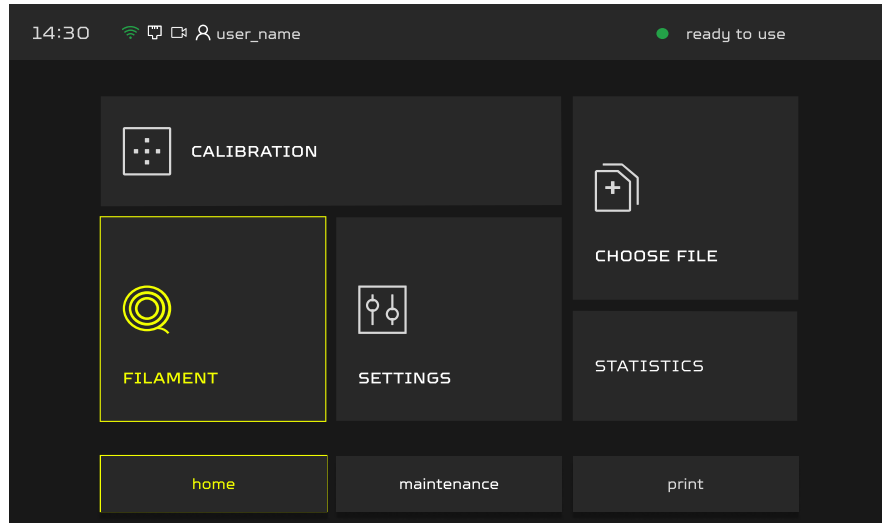 14:30 user_name ready to use
CALIBRATION
CHOOSE FILE
FILAMENT
SETTINGS
STATISTICS
home maintenance print